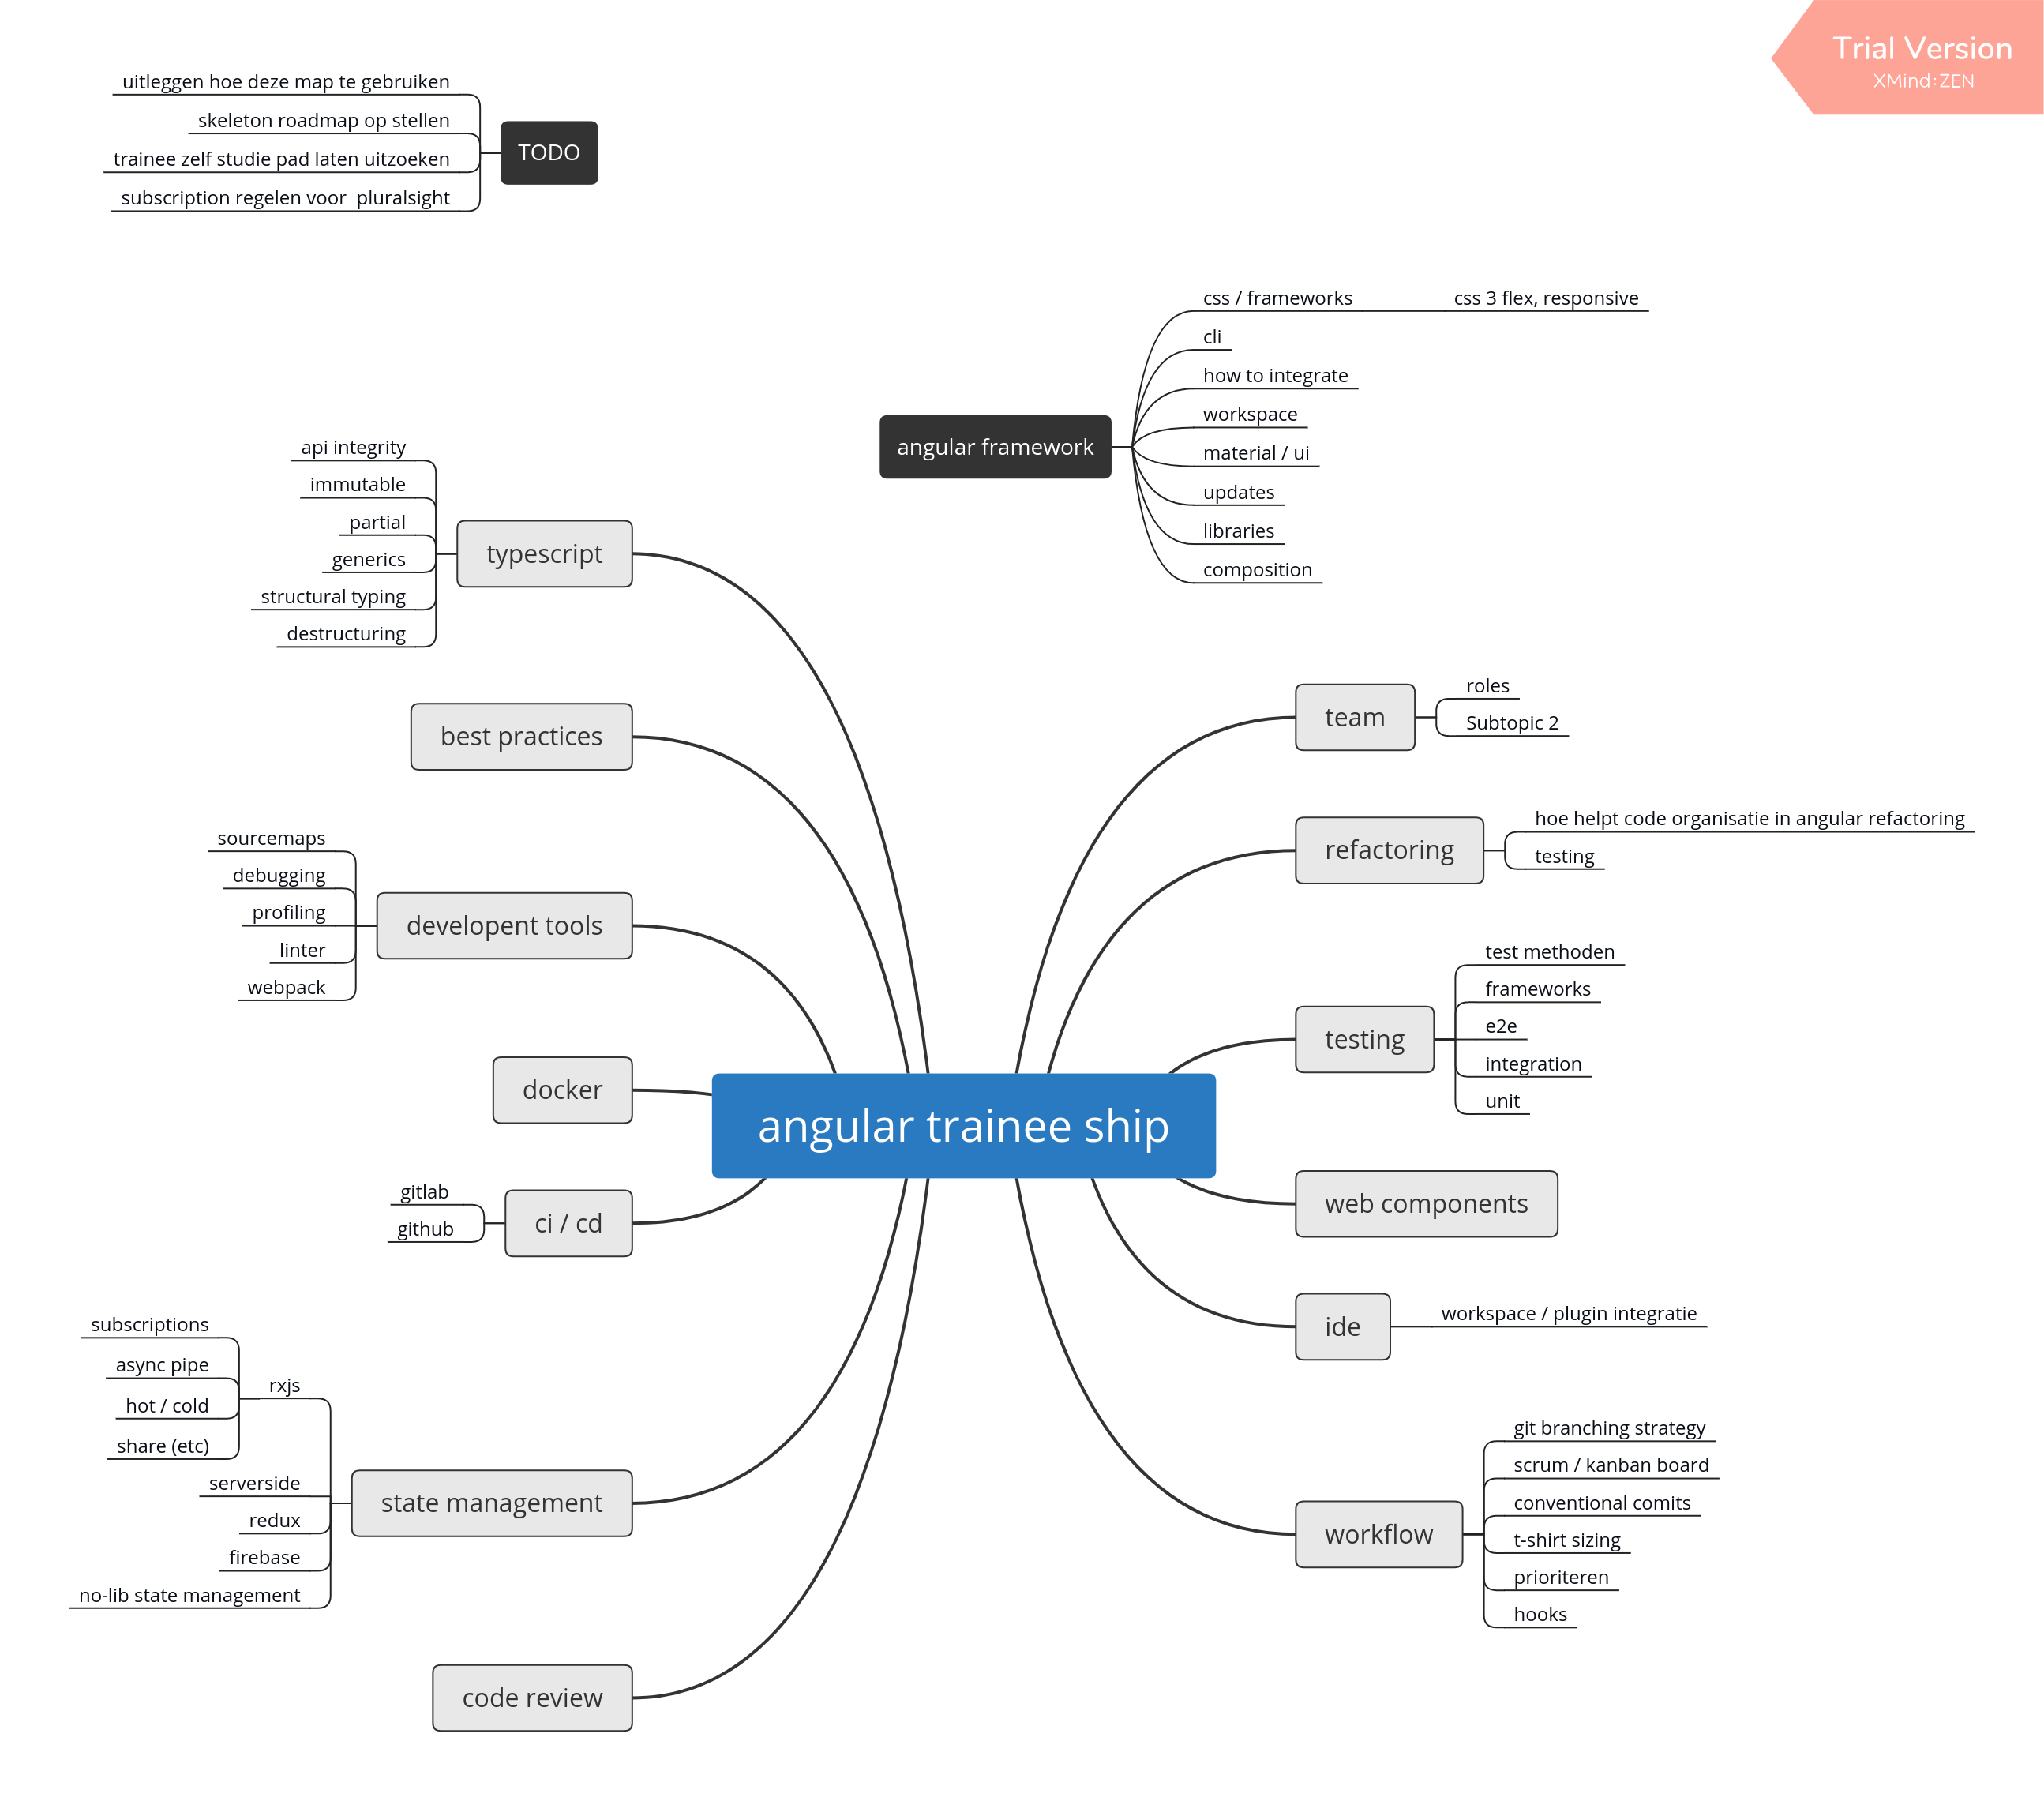 Trial Version
XMind:ZEN
TODO
uitleggen hoe deze map te gebruiken
skeleton roadmap op stellen
trainee zelf studie pad laten uitzoeken
subscription regelen voor  pluralsight
angular framework
css / frameworks
css 3 flex, responsive
cli
how to integrate
workspace
material / ui
updates
libraries
composition
angular trainee ship
team
roles
Subtopic 2
refactoring
hoe helpt code organisatie in angular refactoring
testing
testing
test methoden
frameworks
e2e
integration
unit
web components
ide
workspace / plugin integratie
workflow
git branching strategy
scrum / kanban board
conventional comits
t-shirt sizing
prioriteren
hooks
typescript
api integrity
immutable
partial
generics
structural typing
destructuring
best practices
developent tools
sourcemaps
debugging
profiling
linter
webpack
docker
ci / cd
gitlab
github
state management
rxjs
subscriptions
async pipe
hot / cold
share (etc)
serverside
redux
firebase
no-lib state management
code review